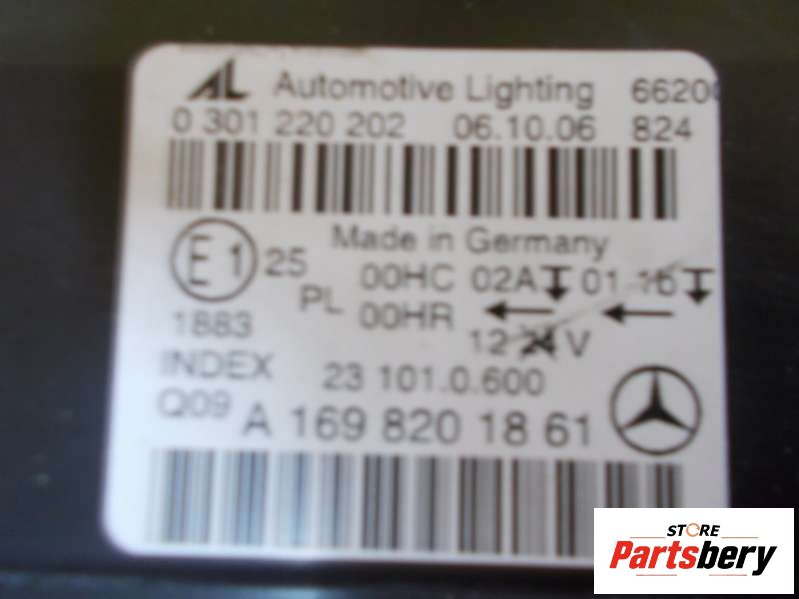 AL Automotive Lighting 6620
0 301 220 202 06.10.06 824
Made in Germany
E1 25 00HC 02A 01 1b
PL 00HR
1883 12 24 V
INDEX 23 101.0.600
Q09 A 169 820 18 61
STORE
Partsbery